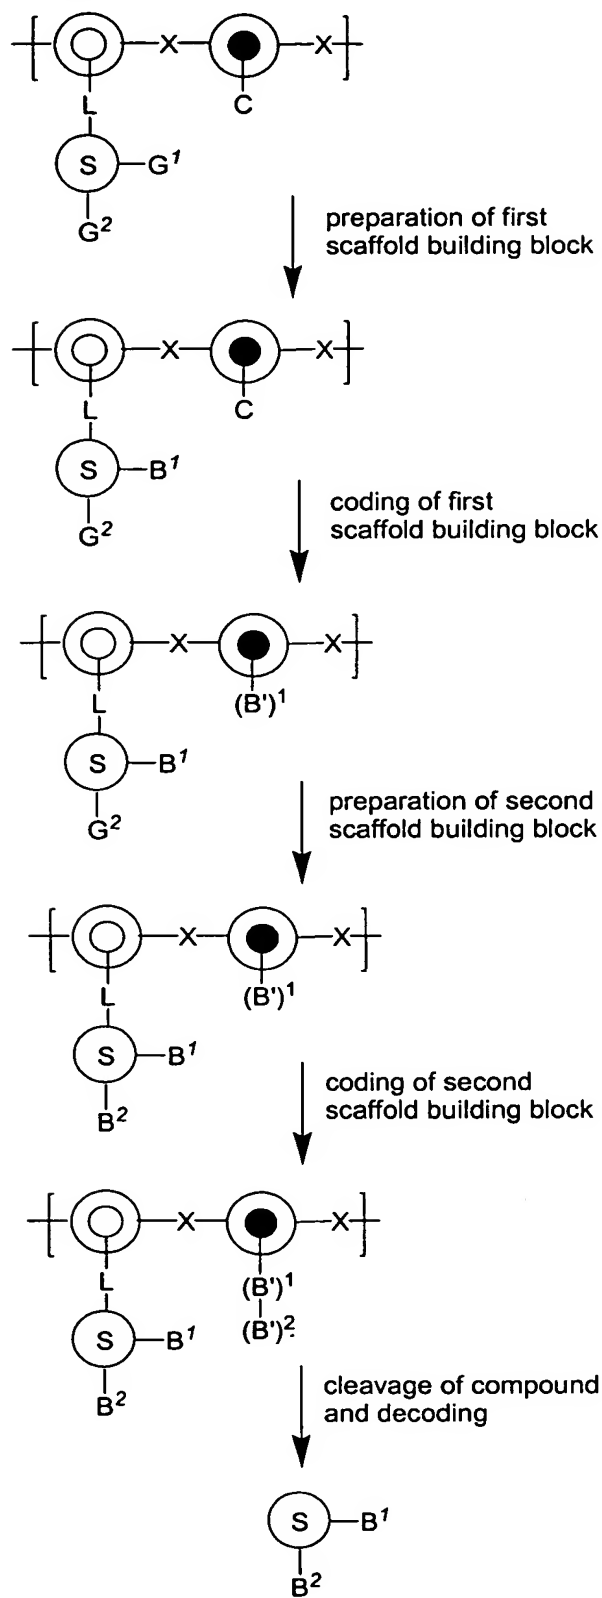 X X
L C
S G¹
G²
preparation of first
scaffold building block
X X
L C
S B¹
G²
coding of first
scaffold building block
X X
L (B')¹
S B¹
G²
preparation of second
scaffold building block
X X
L (B')¹
S B¹
B²
coding of second
scaffold building block
X X
L (B')¹
(B')²
S B¹
B²
cleavage of compound
and decoding
S B¹
B²